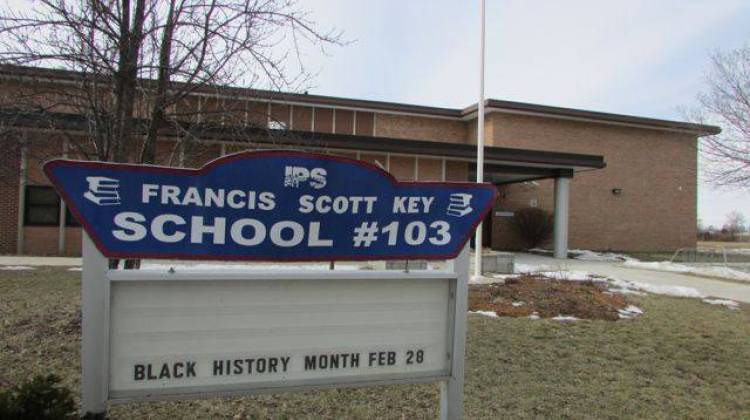 IPS
FRANCIS SCOTT KEY
SCHOOL #103
BLACK HISTORY MONTH FEB 28